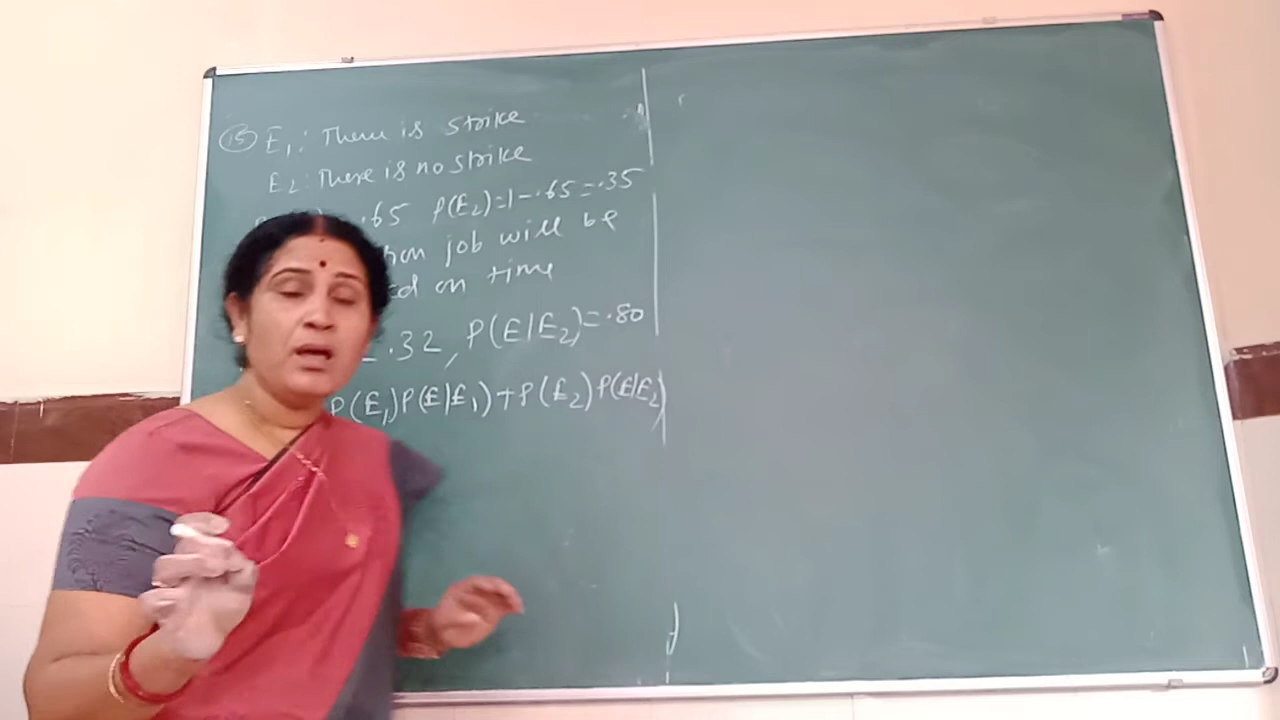 (15) E₁: There is strike
E₂: There is no strike
.65 P(E₂)=1-.65=.35
job will be
on time
=.32, P(E|E₂)=.80
P(E₁)P(E|E₁)+P(E₂)P(E|E₂)